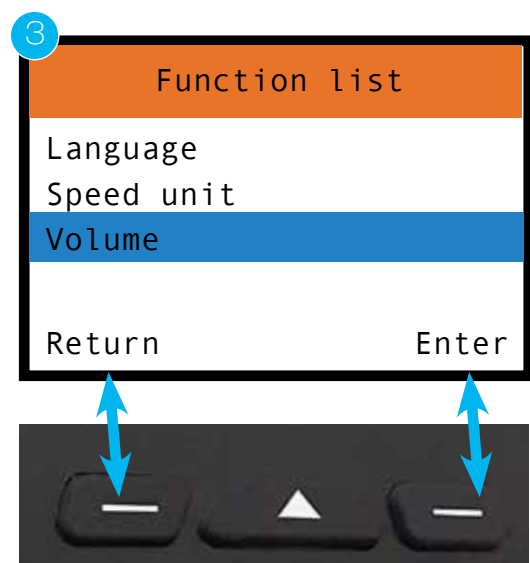 3
Function list
Language
Speed unit
Volume
Return Enter